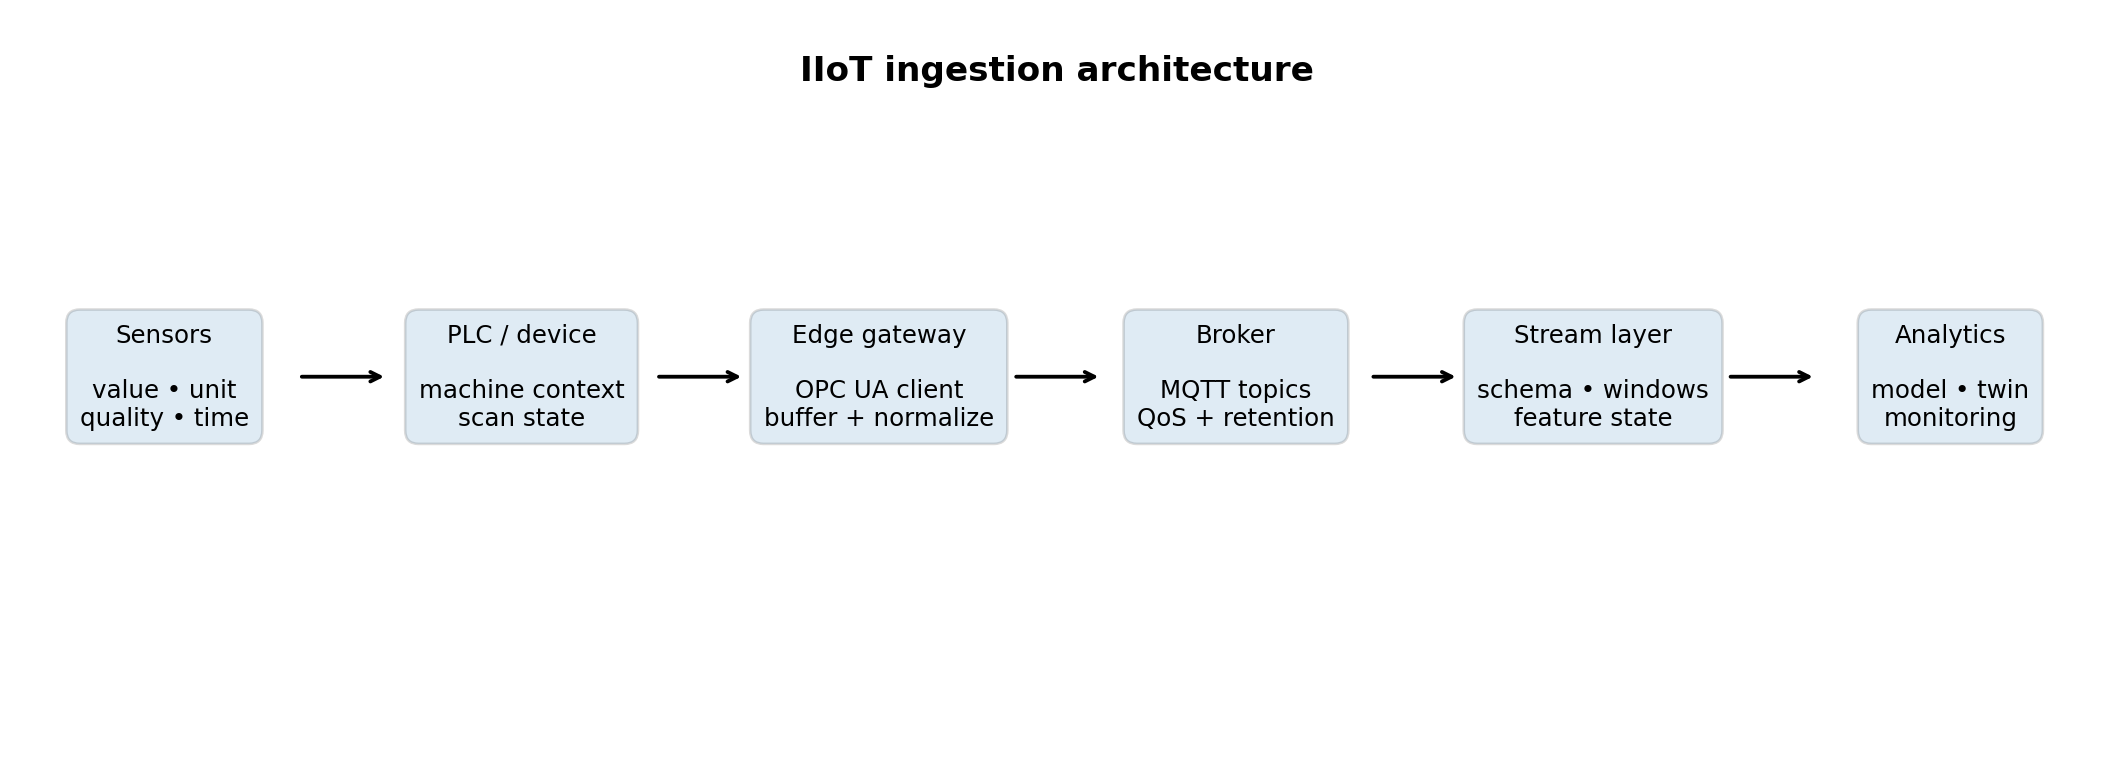 IIoT ingestion architecture
Sensors
value • unit
quality • time
PLC / device
machine context
scan state
Edge gateway
OPC UA client
buffer + normalize
Broker
MQTT topics
QoS + retention
Stream layer
schema • windows
feature state
Analytics
model • twin
monitoring